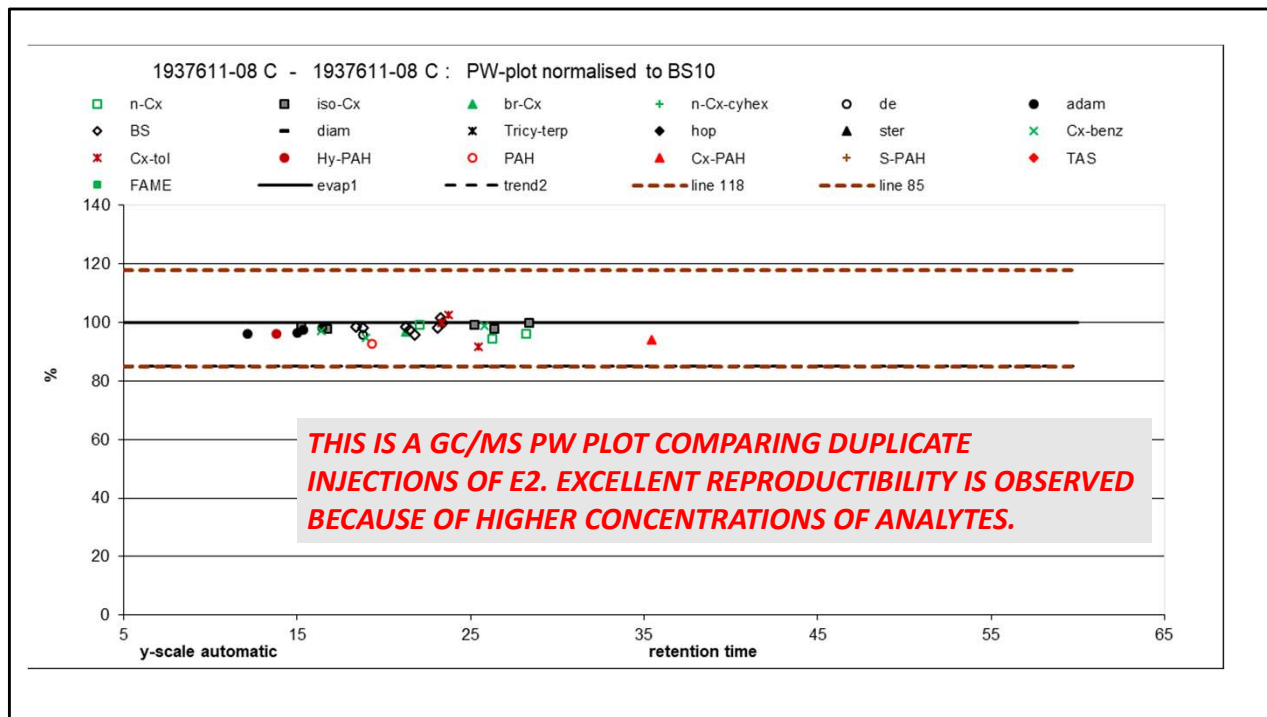 1937611-08 C - 1937611-08 C : PW-plot normalised to BS10
n-Cx iso-Cx br-Cx n-Cx-cyhex de adam
BS diam Tricy-terp hop ster Cx-benz
Cx-tol Hy-PAH PAH Cx-PAH S-PAH TAS
FAME evap1 trend2 line 118 line 85
140
120
100
80
60
40
20
0
%
THIS IS A GC/MS PW PLOT COMPARING DUPLICATE
INJECTIONS OF E2. EXCELLENT REPRODUCTIBILITY IS OBSERVED
BECAUSE OF HIGHER CONCENTRATIONS OF ANALYTES.
5 15 25 35 45 55 65
y-scale automatic retention time